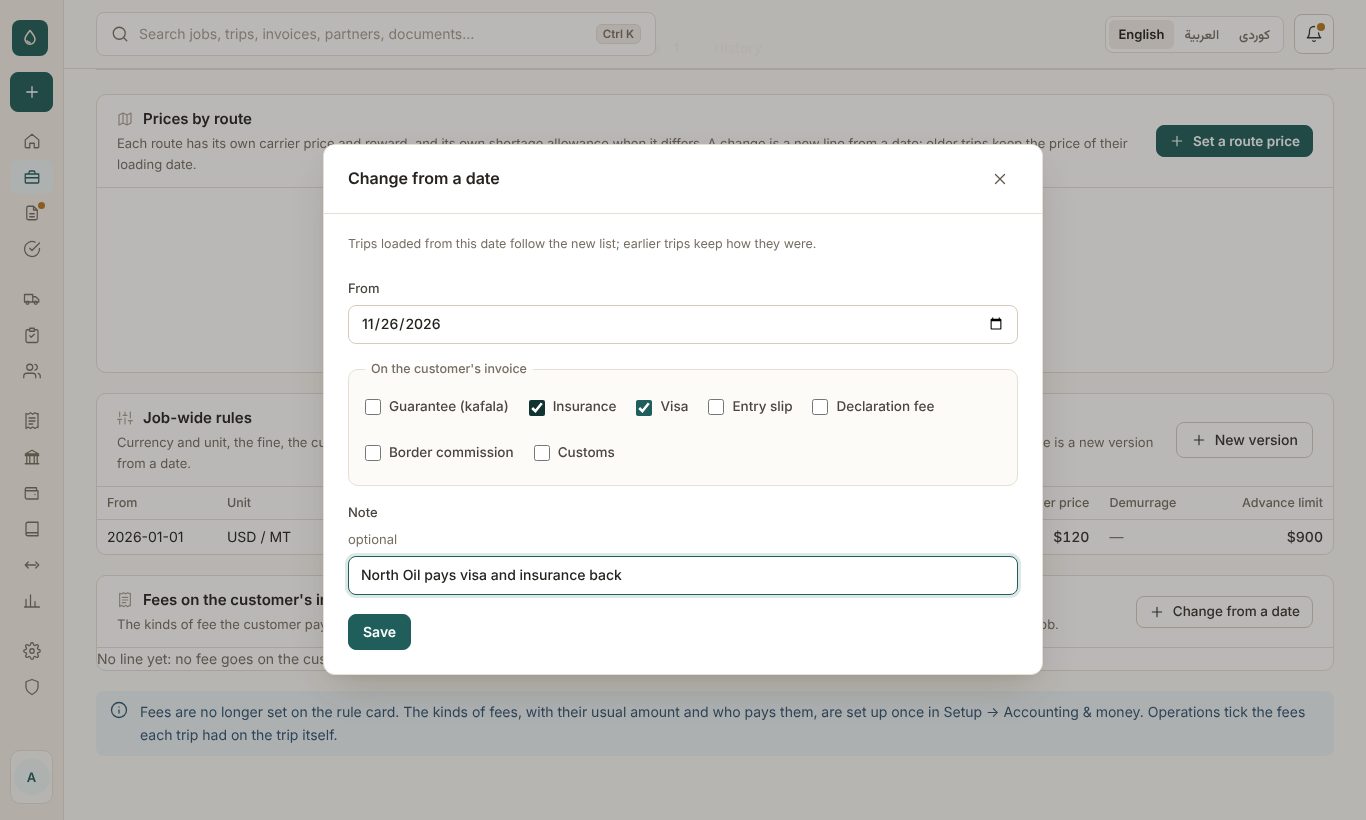 Search jobs, trips, invoices, partners, documents...
Ctrl K
1
History
English
العربية
کوردی
Prices by route
Each route has its own carrier price and reward, and its own shortage allowance when it differs. A change is a new line from a date; older trips keep the price of their
loading date.
Set a route price
Change from a date
Trips loaded from this date follow the new list; earlier trips keep how they were.
From
11/26/2026
On the customer's invoice
Guarantee (kafala)
Insurance
Visa
Entry slip
Declaration fee
Border commission
Customs
Note
optional
North Oil pays visa and insurance back
Save
Job-wide rules
Currency and unit, the fine, the cu
e is a new version
from a date.
New version
From
Unit
er price
Demurrage
Advance limit
2026-01-01
USD / MT
$120
—
$900
Fees on the customer's in
The kinds of fee the customer pay
ob.
Change from a date
No line yet: no fee goes on the cus
Fees are no longer set on the rule card. The kinds of fees, with their usual amount and who pays them, are set up once in Setup → Accounting & money. Operations tick the fees
each trip had on the trip itself.
A